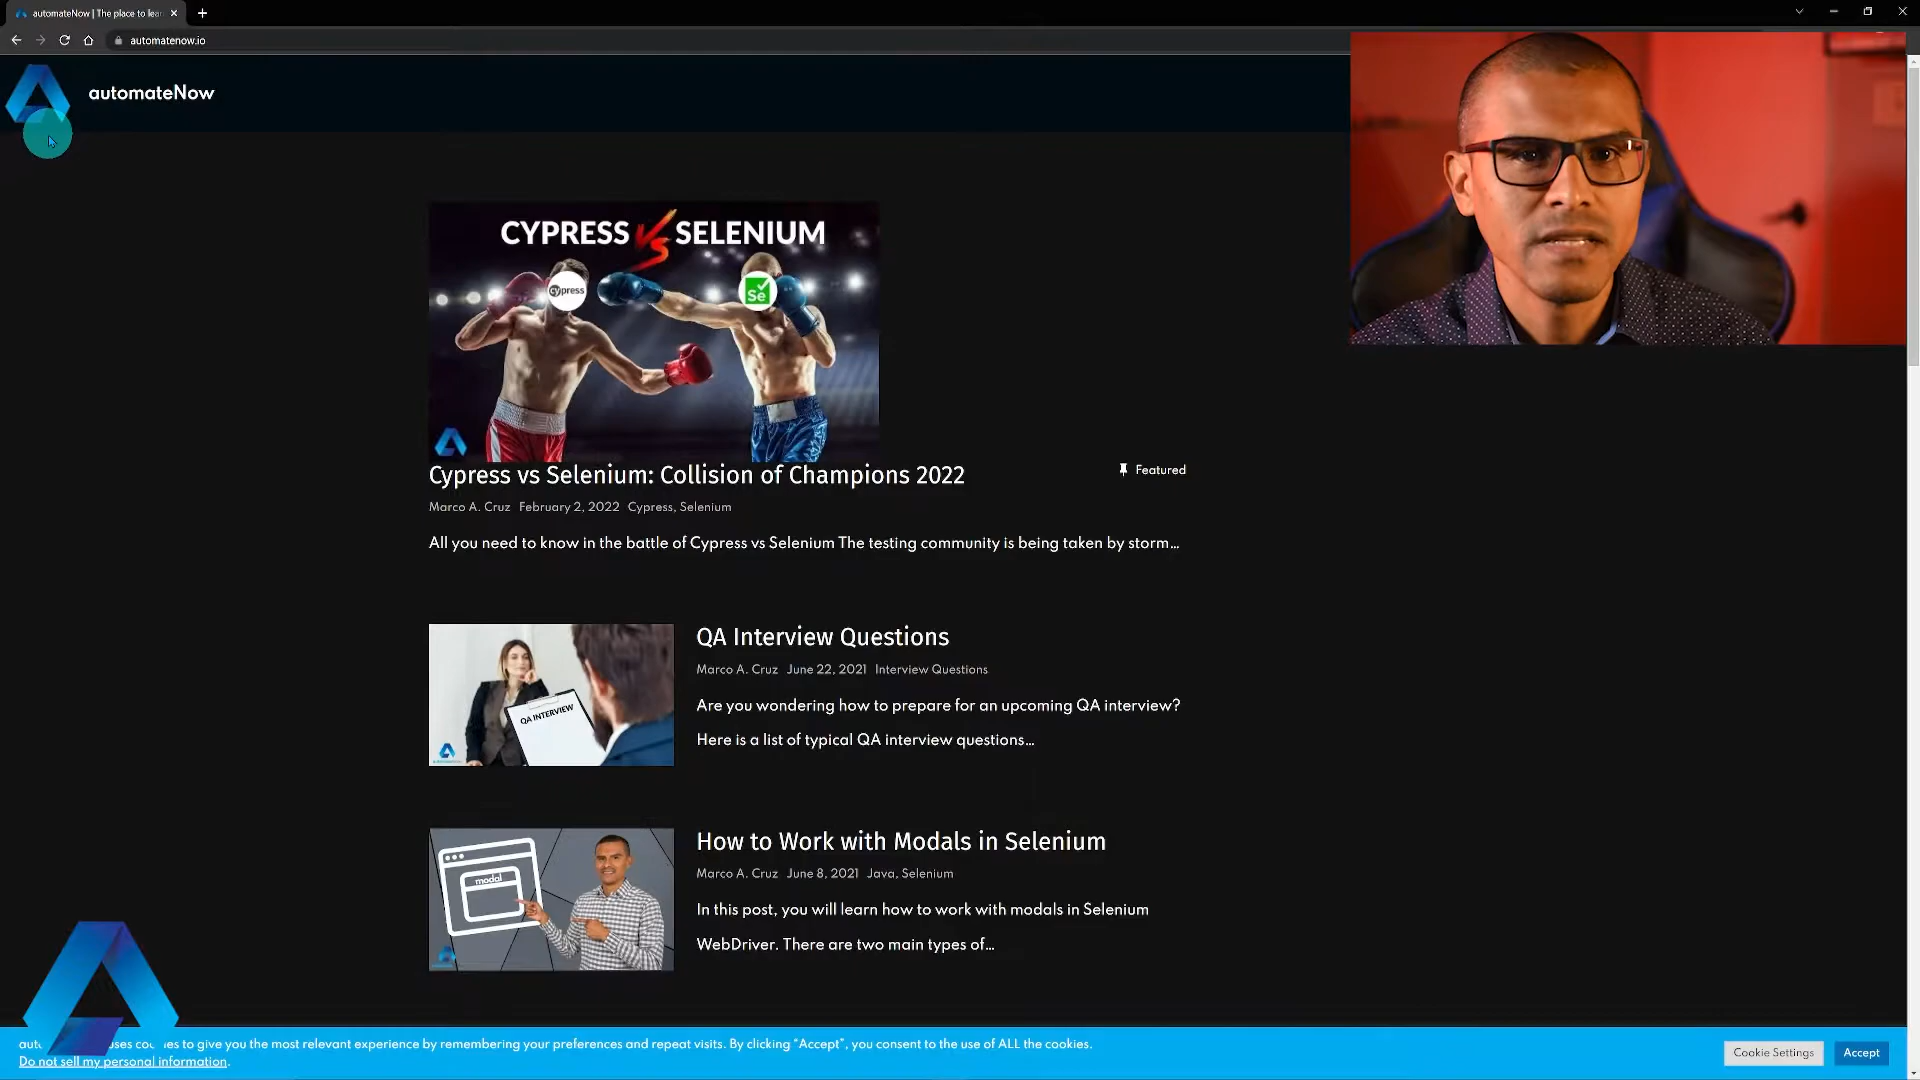 automateNow | The place to lear
automatenow.io
automateNow
CYPRESS VS SELENIUM
cypress
Se
Cypress vs Selenium: Collision of Champions 2022
Featured
Marco A. Cruz February 2, 2022 Cypress, Selenium
All you need to know in the battle of Cypress vs Selenium The testing community is being taken by storm...
QA INTERVIEW
QA Interview Questions
Marco A. Cruz June 22, 2021 Interview Questions
Are you wondering how to prepare for an upcoming QA interview?
Here is a list of typical QA interview questions...
modal
How to Work with Modals in Selenium
Marco A. Cruz June 8, 2021 Java, Selenium
In this post, you will learn how to work with modals in Selenium
WebDriver. There are two main types of...
to give you the most relevant experience by remembering your preferences and repeat visits. By clicking “Accept”, you consent to the use of ALL the cookies.
Do not sell my personal information.
Cookie Settings
Accept